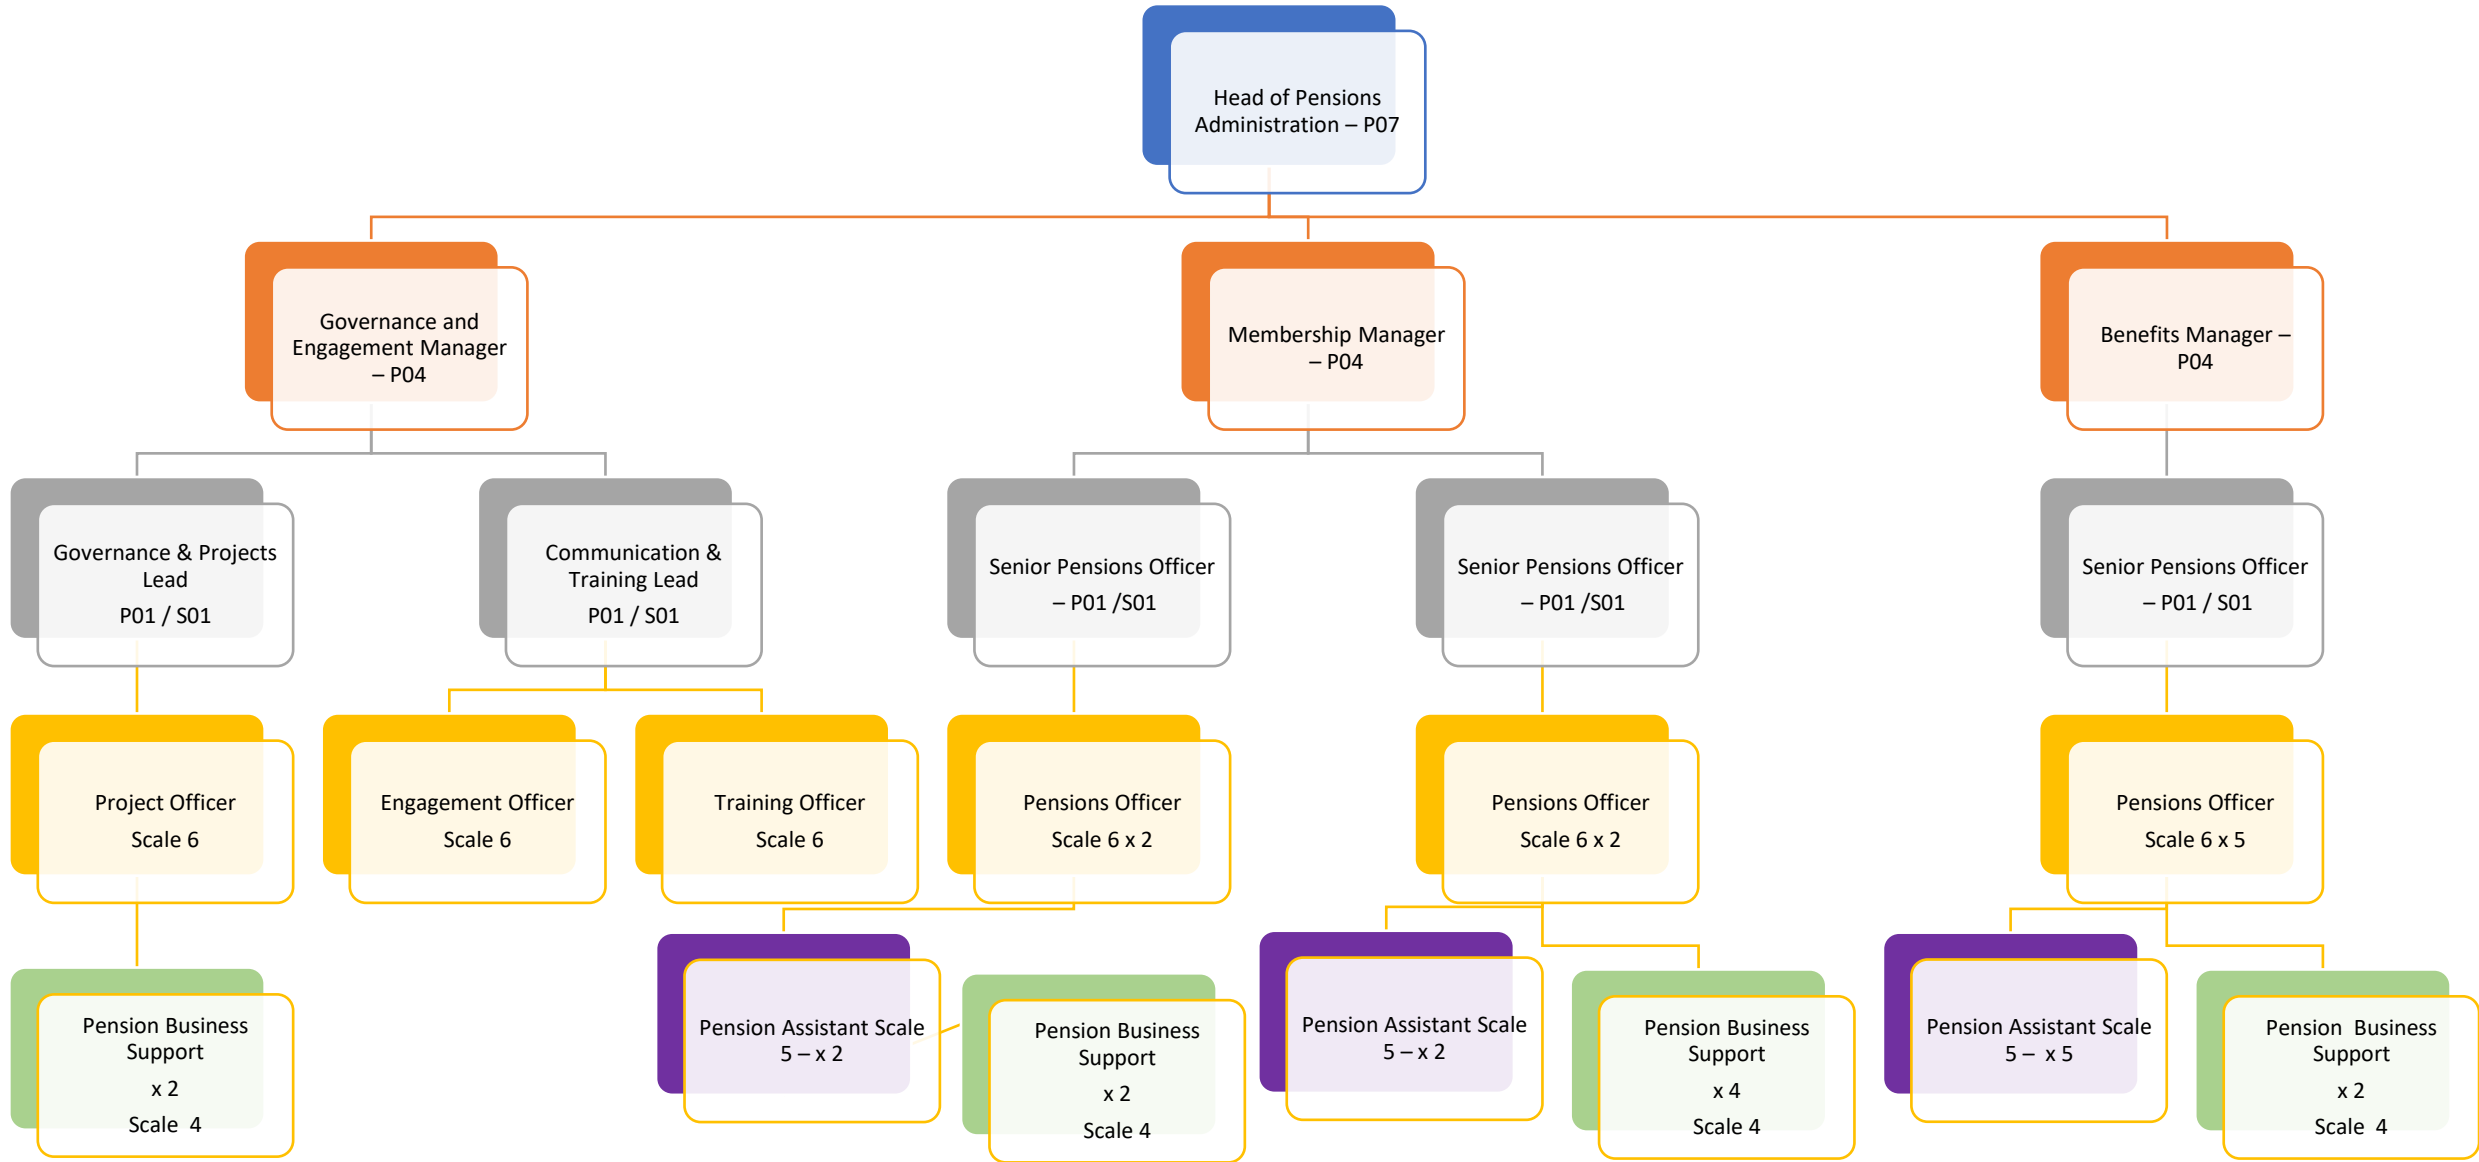 Head of Pensions
Administration – P07
Governance and
Engagement Manager
– P04
Membership Manager
– P04
Benefits Manager –
P04
Governance & Projects
Lead
P01 / S01
Communication &
Training Lead
P01 / S01
Senior Pensions Officer
– P01 /S01
Senior Pensions Officer
– P01 /S01
Senior Pensions Officer
– P01 / S01
Project Officer
Scale 6
Engagement Officer
Scale 6
Training Officer
Scale 6
Pensions Officer
Scale 6 x 2
Pensions Officer
Scale 6 x 2
Pensions Officer
Scale 6 x 5
Pension Business
Support
x 2
Scale  4
Pension Assistant Scale
5 – x 2
Pension Business
Support
x 2
Scale 4
Pension Assistant Scale
5 – x 2
Pension Business
Support
x 4
Scale 4
Pension Assistant Scale
5 –  x 5
Pension  Business
Support
x 2
Scale  4